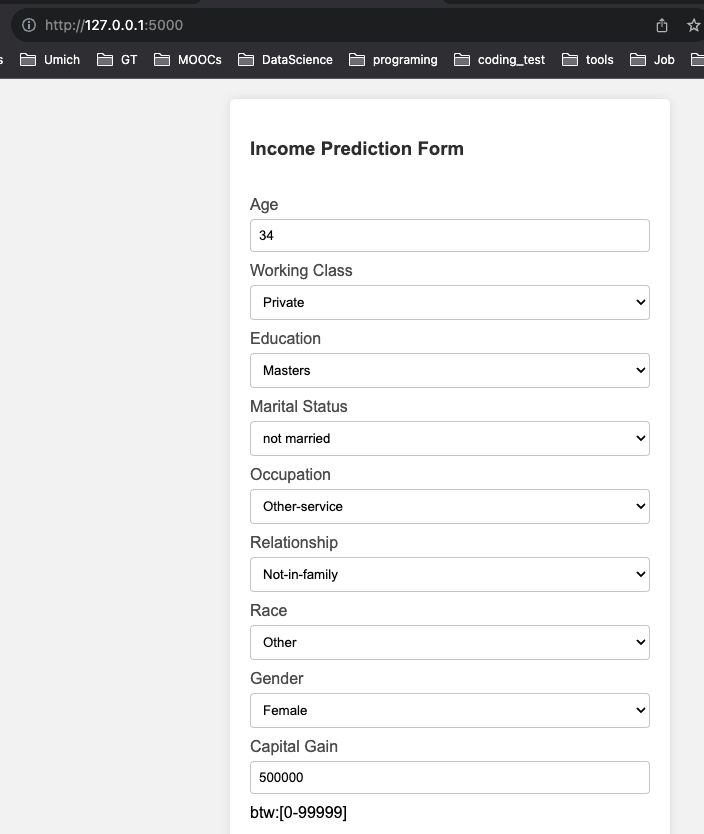 http://127.0.0.1:5000
Umich GT MOOCs DataScience programing coding_test tools Job
Income Prediction Form
Age
34
Working Class
Private
Education
Masters
Marital Status
not married
Occupation
Other-service
Relationship
Not-in-family
Race
Other
Gender
Female
Capital Gain
500000
btw:[0-99999]